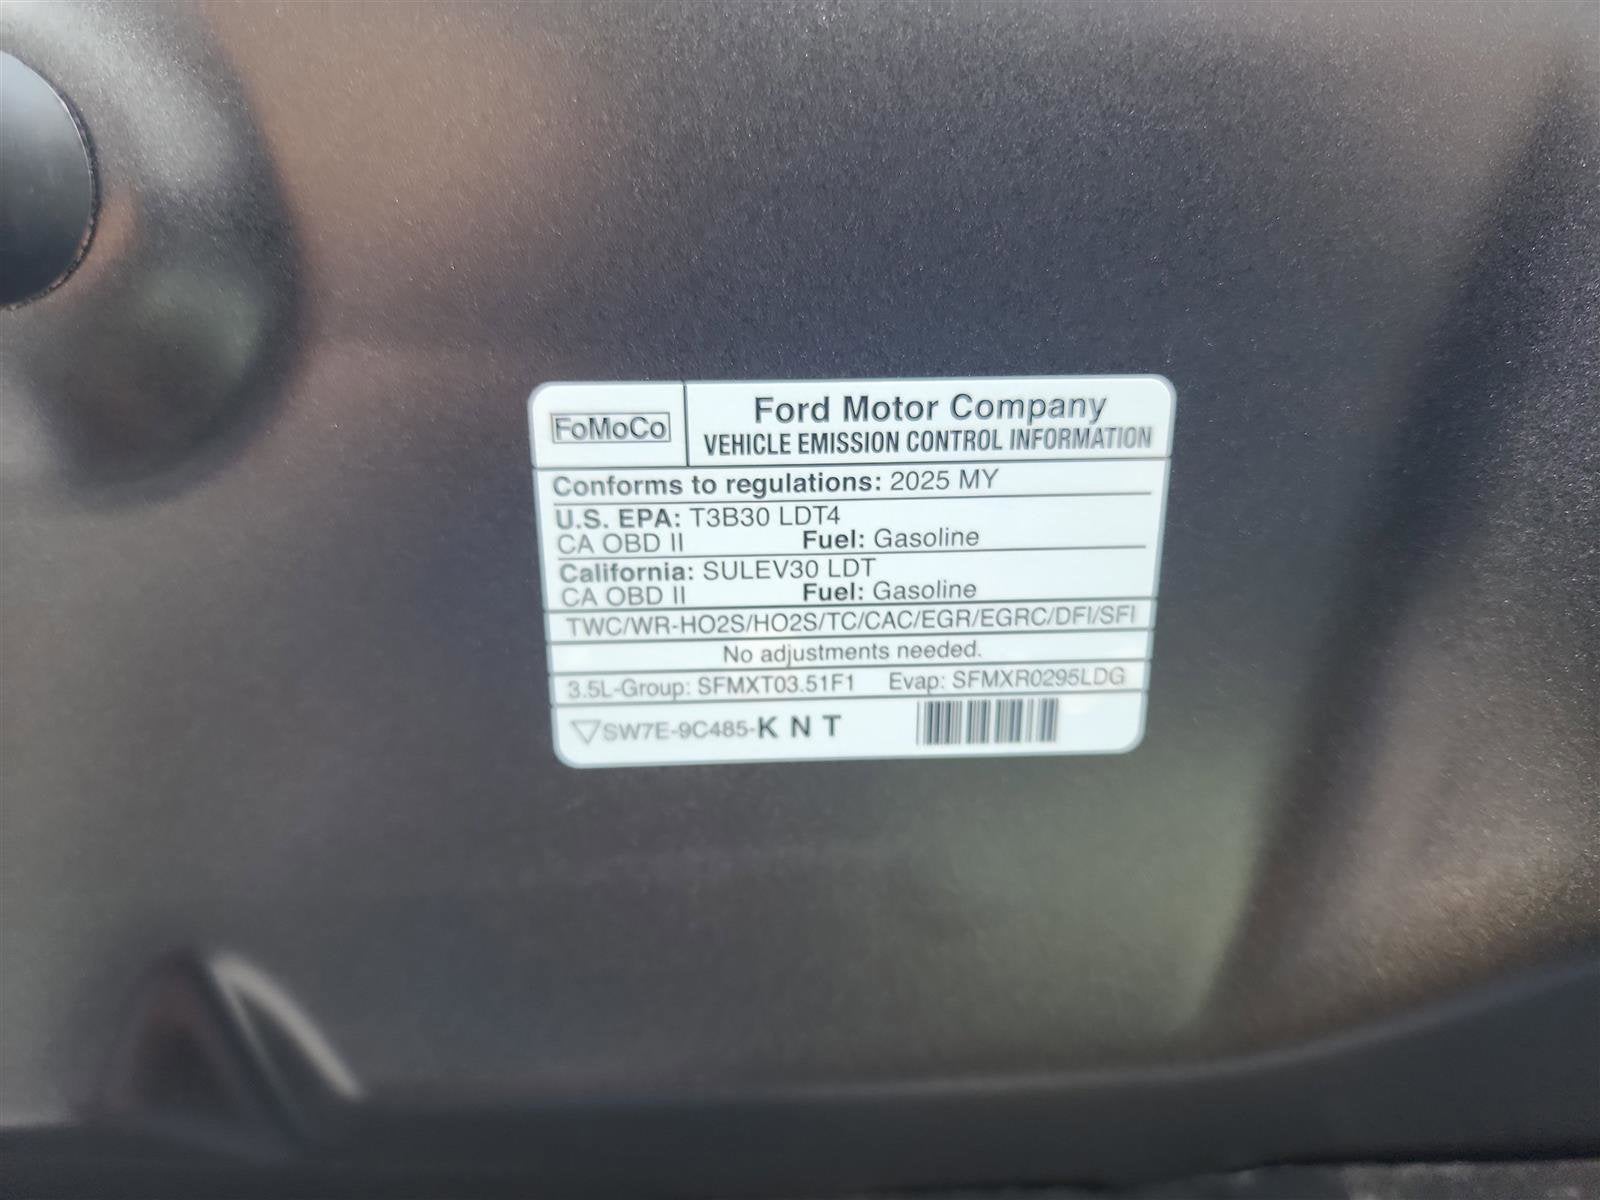 FoMoCo
Ford Motor Company
VEHICLE EMISSION CONTROL INFORMATION
Conforms to regulations: 2025 MY
U.S. EPA: T3B30 LDT4
CA OBD II Fuel: Gasoline
California: SULEV30 LDT
CA OBD II Fuel: Gasoline
TWC/WR-HO2S/HO2S/TC/CAC/EGR/EGRC/DFI/SFI
No adjustments needed.
3.5L-Group: SFMXT03.51F1 Evap: SFMXR0295LDG
SW7E-9C485-K N T